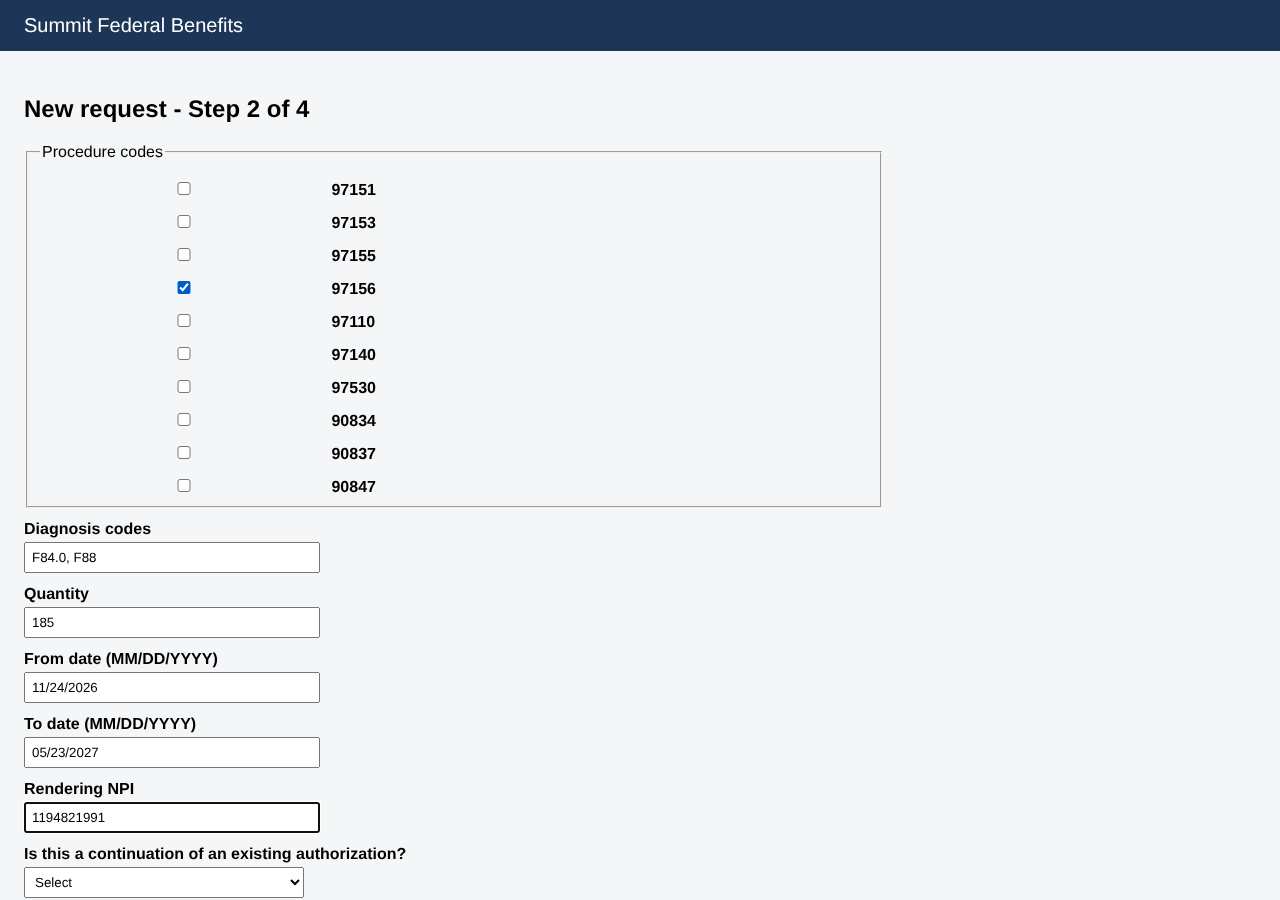 Summit Federal Benefits
New request - Step 2 of 4
Procedure codes
97151
97153
97155
97156
97110
97140
97530
90834
90837
90847
Diagnosis codes
F84.0, F88
Quantity
185
From date (MM/DD/YYYY)
11/24/2026
To date (MM/DD/YYYY)
05/23/2027
Rendering NPI
1194821991
Is this a continuation of an existing authorization?
Select